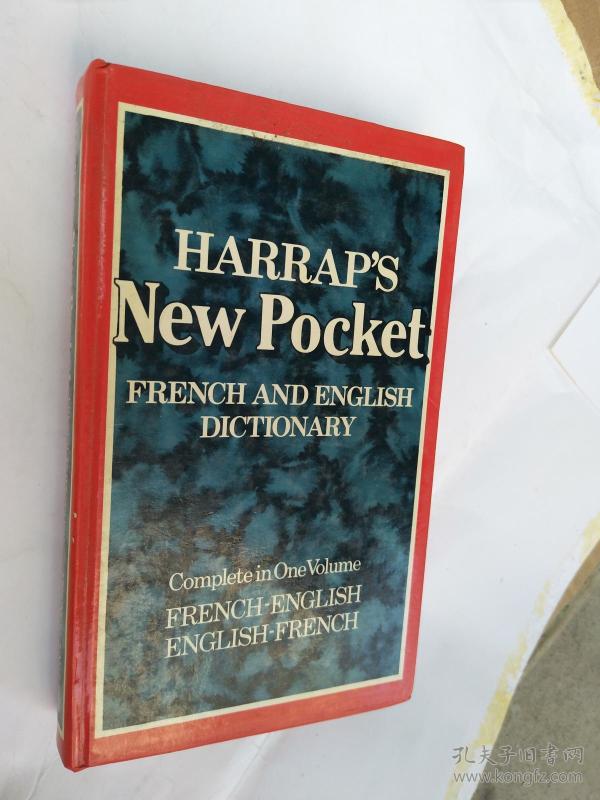 HARRAP'S
New Pocket
FRENCH AND ENGLISH
DICTIONARY
Complete in One Volume
FRENCH-ENGLISH
ENGLISH-FRENCH
孔夫子旧书网
www.kongfz.com